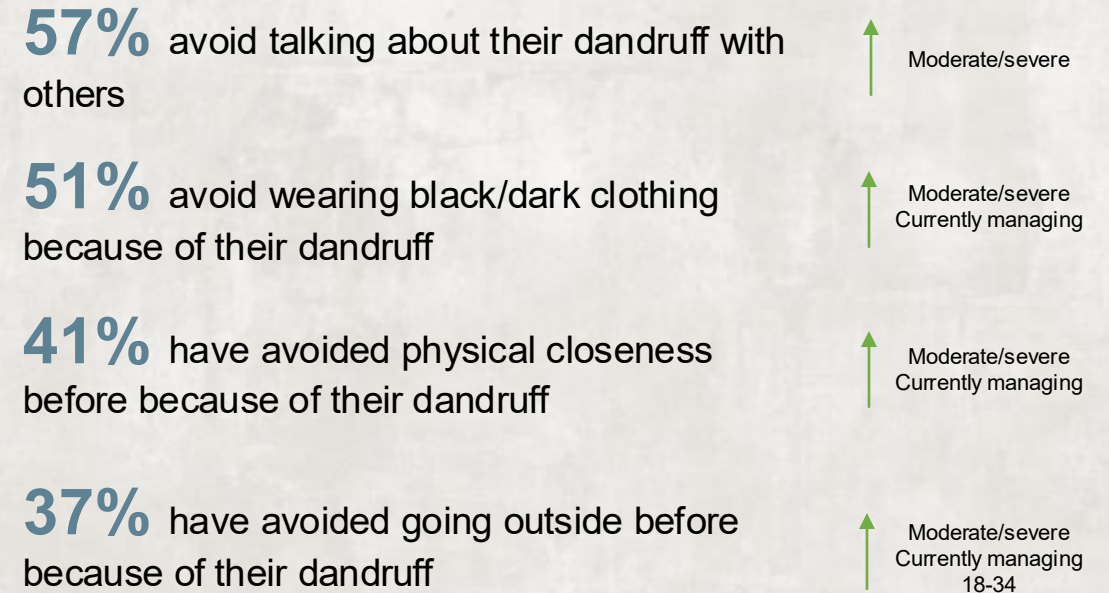 57% avoid talking about their dandruff with
others
Moderate/severe
51% avoid wearing black/dark clothing
because of their dandruff
Moderate/severe
Currently managing
41% have avoided physical closeness
before because of their dandruff
Moderate/severe
Currently managing
37% have avoided going outside before
because of their dandruff
Moderate/severe
Currently managing
18-34